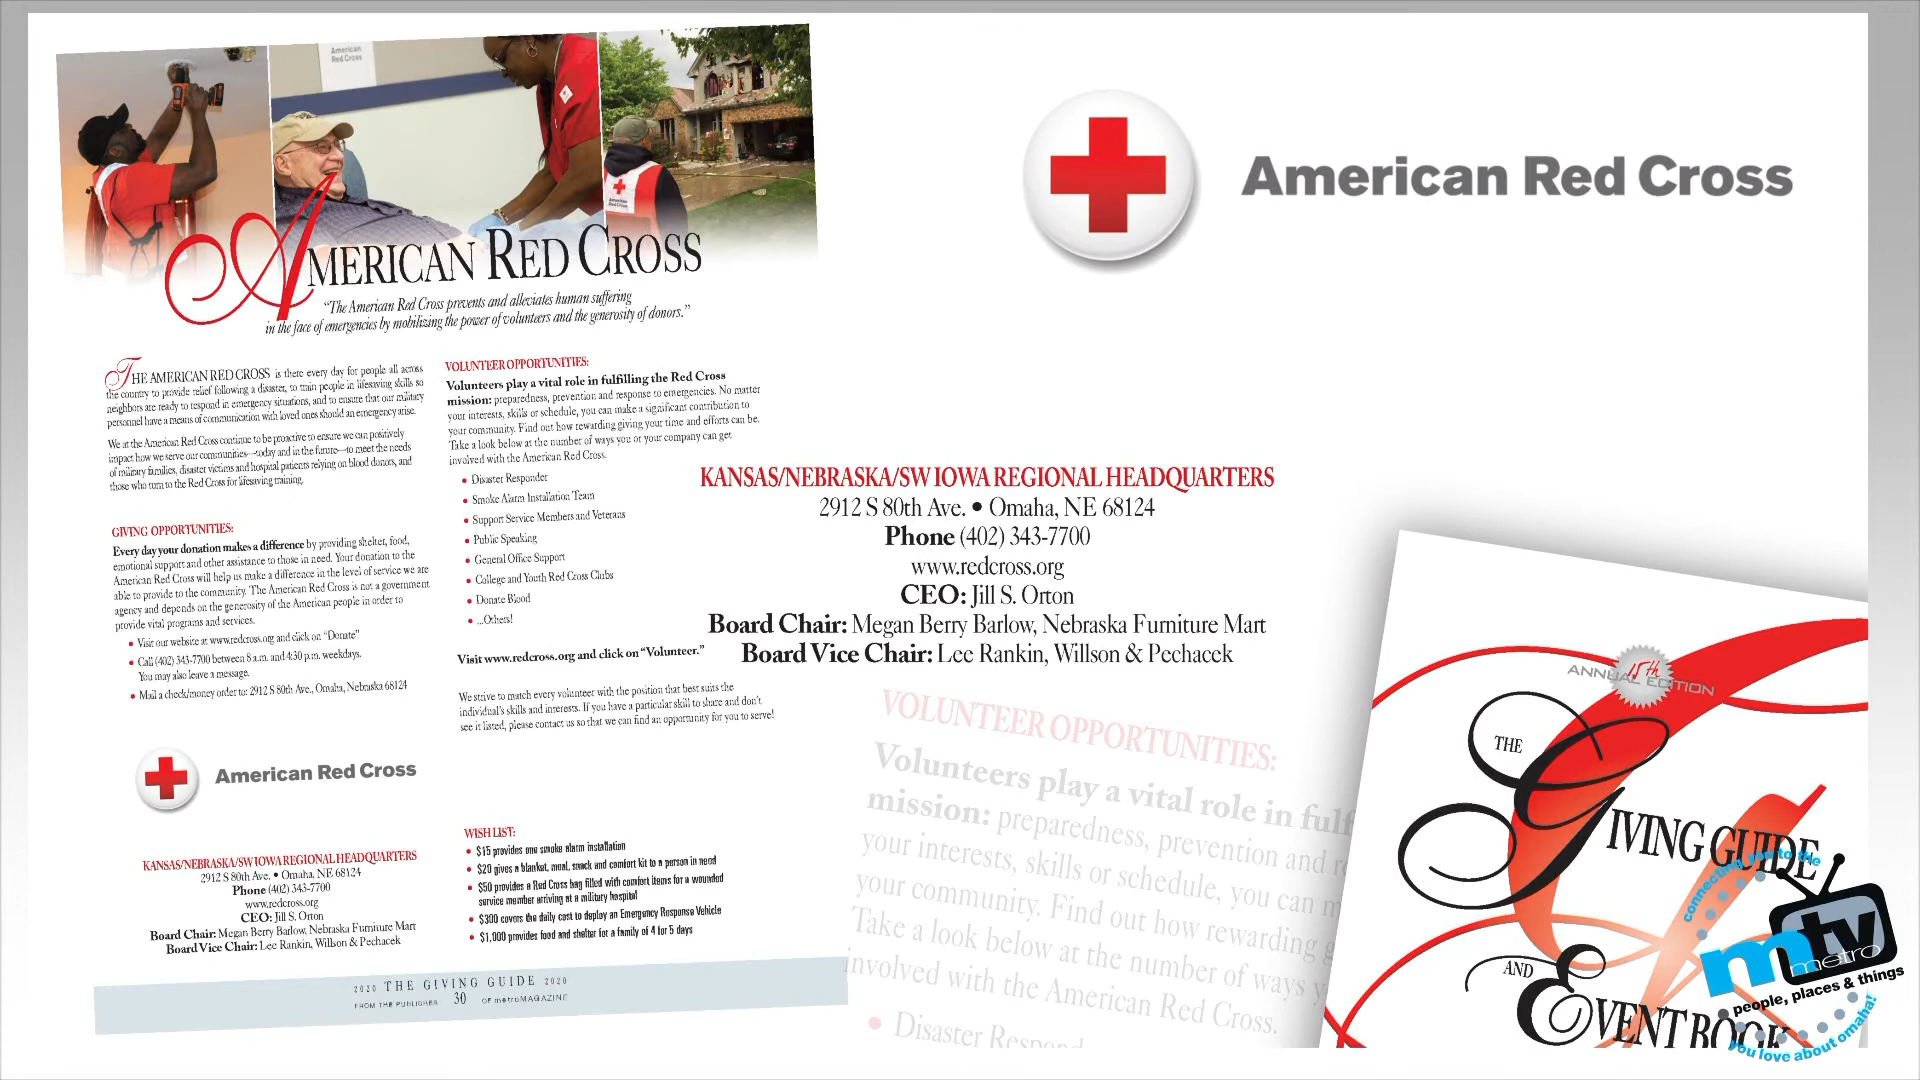 American
Red Cross
AMERICAN RED CROSS
“The American Red Cross prevents and alleviates human suffering
in the face of emergencies by mobilizing the power of volunteers and the generosity of donors.”
THE AMERICAN RED CROSS is there every day for people all across
the country to provide relief following a disaster, to train people in lifesaving skills so
neighbors are ready to respond in emergency situations, and to ensure that our military
personnel have a means of communication with loved ones should an emergency arise.
We at the American Red Cross continue to be proactive to ensure we can positively
impact how we serve our communities—today and in the future—to meet the needs
of military families, disaster victims and hospital patients relying on blood donors, and
those who turn to the Red Cross for lifesaving training.
GIVING OPPORTUNITIES:
Every day your donation makes a difference by providing shelter, food,
emotional support and other assistance to those in need. Your donation to the
American Red Cross will help us make a difference in the level of service we are
able to provide to the community. The American Red Cross is not a government
agency and depends on the generosity of the American people in order to
provide vital programs and services.
• Visit our website at www.redcross.org and click on “Donate”
• Call (402) 343-7700 between 8 a.m. and 4:30 p.m. weekdays.
You may also leave a message.
• Mail a check/money order to: 2912 S 80th Ave., Omaha, Nebraska 68124
American Red Cross
KANSAS/NEBRASKA/SW IOWA REGIONAL HEADQUARTERS
2912 S 80th Ave. • Omaha, NE 68124
Phone (402) 343-7700
www.redcross.org
CEO: Jill S. Orton
Board Chair: Megan Berry Barlow, Nebraska Furniture Mart
Board Vice Chair: Lee Rankin, Willson & Pechacek
VOLUNTEER OPPORTUNITIES:
Volunteers play a vital role in fulfilling the Red Cross
mission: preparedness, prevention and response to emergencies. No matter
your interests, skills or schedule, you can make a significant contribution to
your community. Find out how rewarding giving your time and efforts can be.
Take a look below at the number of ways you or your company can get
involved with the American Red Cross.
• Disaster Responder
• Smoke Alarm Installation Team
• Support Service Members and Veterans
• Public Speaking
• General Office Support
• College and Youth Red Cross Clubs
• Donate Blood
• ...Others!
Visit www.redcross.org and click on “Volunteer.”
We strive to match every volunteer with the position that best suits the
individual’s skills and interests. If you have a particular skill to share and don’t
see it listed, please contact us so that we can find an opportunity for you to serve!
WISH LIST:
• $15 provides one smoke alarm installation
• $20 gives a blanket, meal, snack and comfort kit to a person in need
• $50 provides a Red Cross bag filled with comfort items for a wounded
service member arriving at a military hospital
• $300 covers the daily cost to deploy an Emergency Response Vehicle
• $1,000 provides food and shelter for a family of 4 for 5 days
2020 THE GIVING GUIDE 2020
FROM THE PUBLISHER 30 OF metroMAGAZINE
American Red Cross
KANSAS/NEBRASKA/SW IOWA REGIONAL HEADQUARTERS
2912 S 80th Ave. • Omaha, NE 68124
Phone (402) 343-7700
www.redcross.org
CEO: Jill S. Orton
Board Chair: Megan Berry Barlow, Nebraska Furniture Mart
Board Vice Chair: Lee Rankin, Willson & Pechacek
VOLUNTEER OPPORTUNITIES:
Volunteers play a vital role in fulf
mission: preparedness, prevention and r
your interests, skills or schedule, you can m
your community. Find out how rewarding g
Take a look below at the number of ways y
involved with the American Red Cross.
• Disaster Respond
15th
ANNUAL EDITION
THE
GIVING GUIDE
AND
EVENT BOOK
connecting you to the
mtv
metro
people, places & things
you love about omaha!